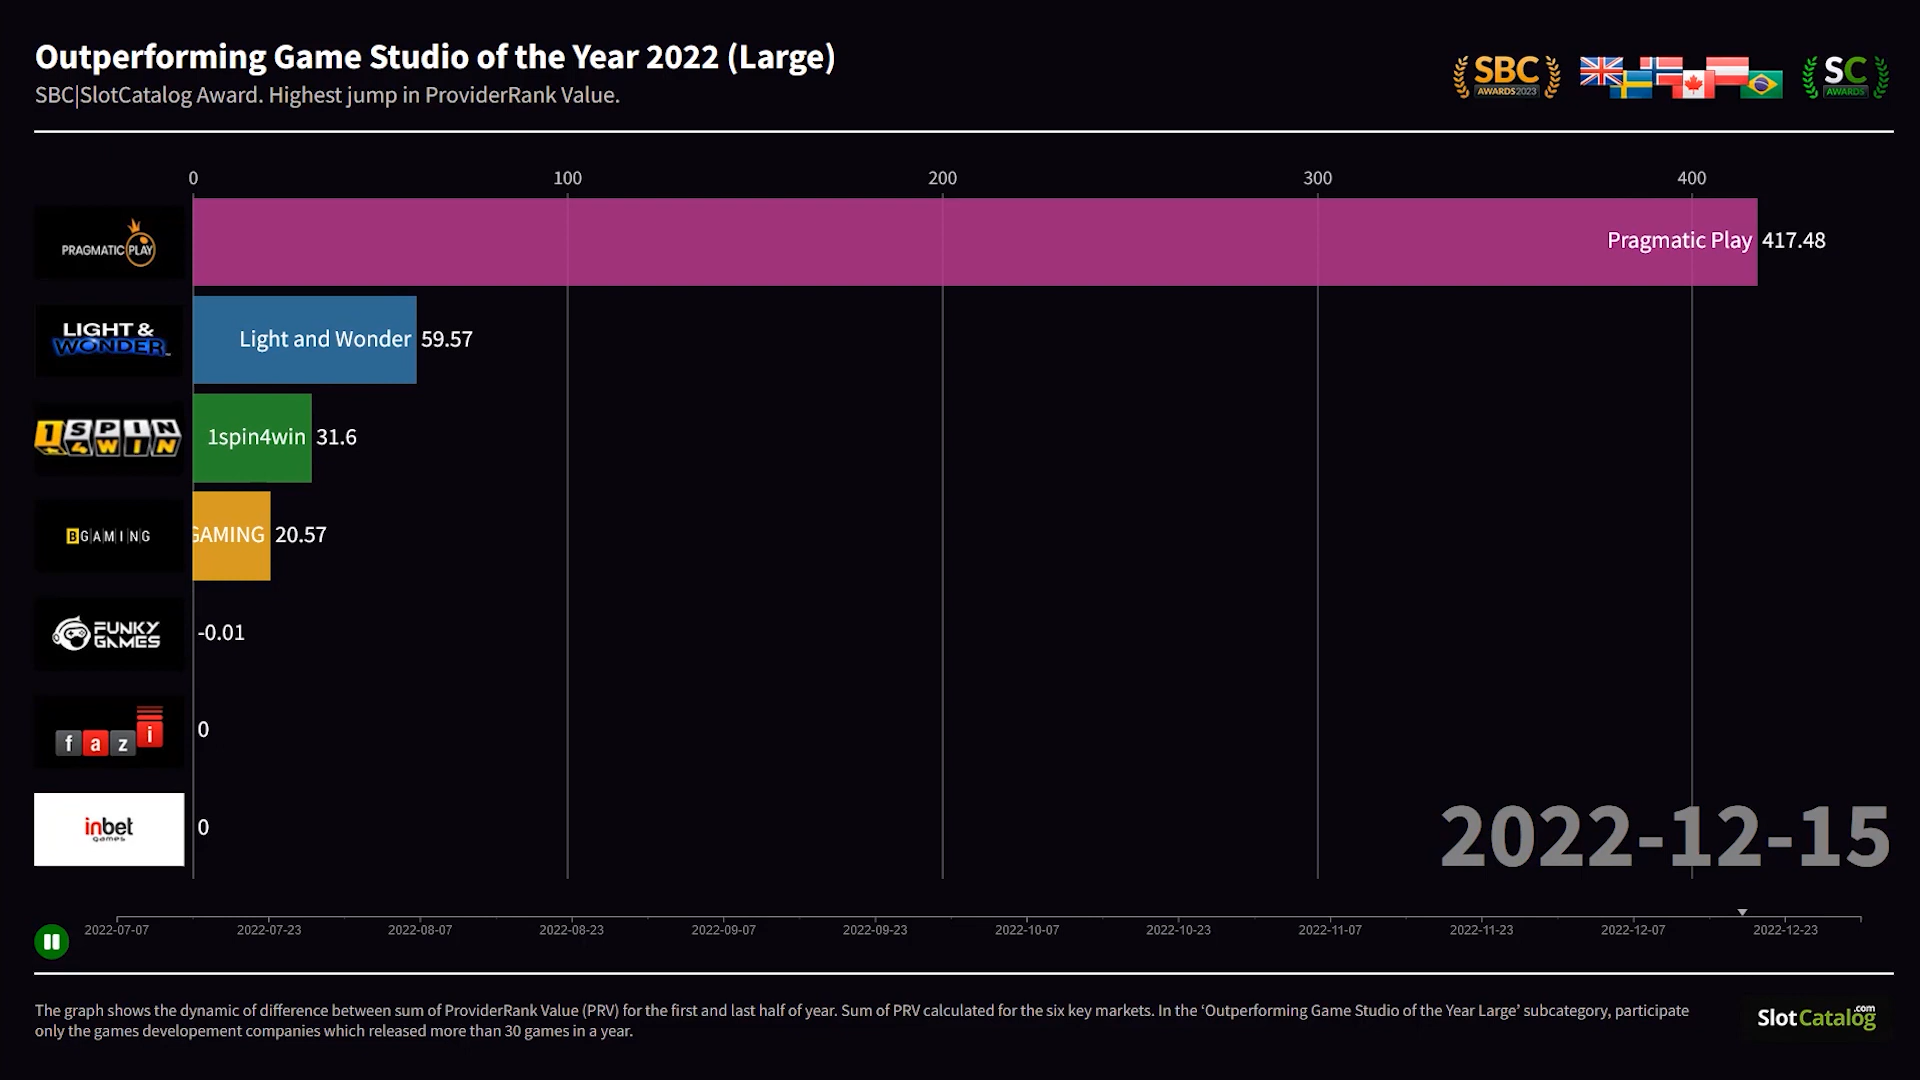 Outperforming Game Studio of the Year 2022 (Large)
SBC|SlotCatalog Award. Highest jump in ProviderRank Value.
SBC
AWARDS2023
SC
AWARDS
0 100 200 300 400
PRAGMATIC PLAY
Pragmatic Play 417.48
LIGHT &
WONDER
Light and Wonder 59.57
1SPIN
4WIN
1spin4win 31.6
BGAMING
GAMING 20.57
FUNKY
GAMES
-0.01
fazi
0
inbet
games
0
2022-12-15
2022-07-07 2022-07-23 2022-08-07 2022-08-23 2022-09-07 2022-09-23 2022-10-07 2022-10-23 2022-11-07 2022-11-23 2022-12-07 2022-12-23
The graph shows the dynamic of difference between sum of ProviderRank Value (PRV) for the first and last half of year. Sum of PRV calculated for the six key markets. In the ‘Outperforming Game Studio of the Year Large’ subcategory, participate
only the games developement companies which released more than 30 games in a year.
SlotCatalog.com